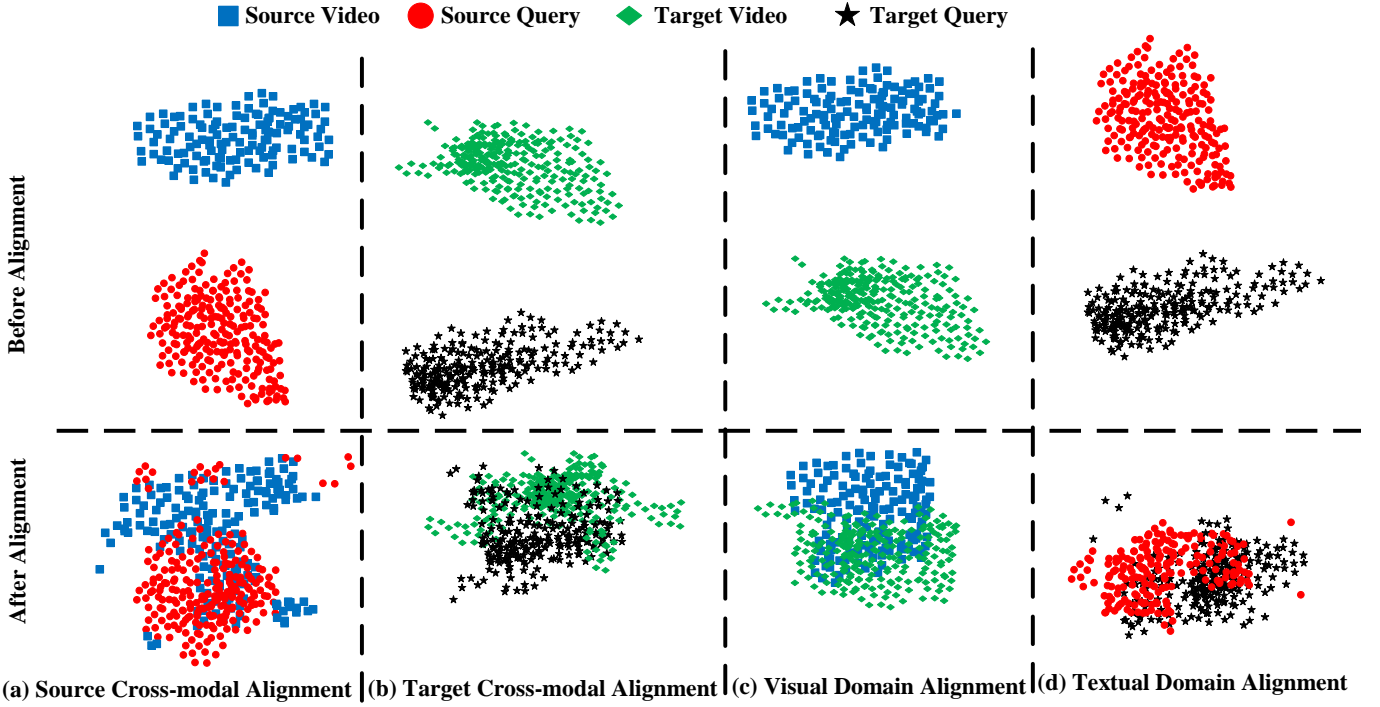 Source Video Source Query Target Video Target Query
Before Alignment
After Alignment
(a) Source Cross-modal Alignment (b) Target Cross-modal Alignment (c) Visual Domain Alignment (d) Textual Domain Alignment